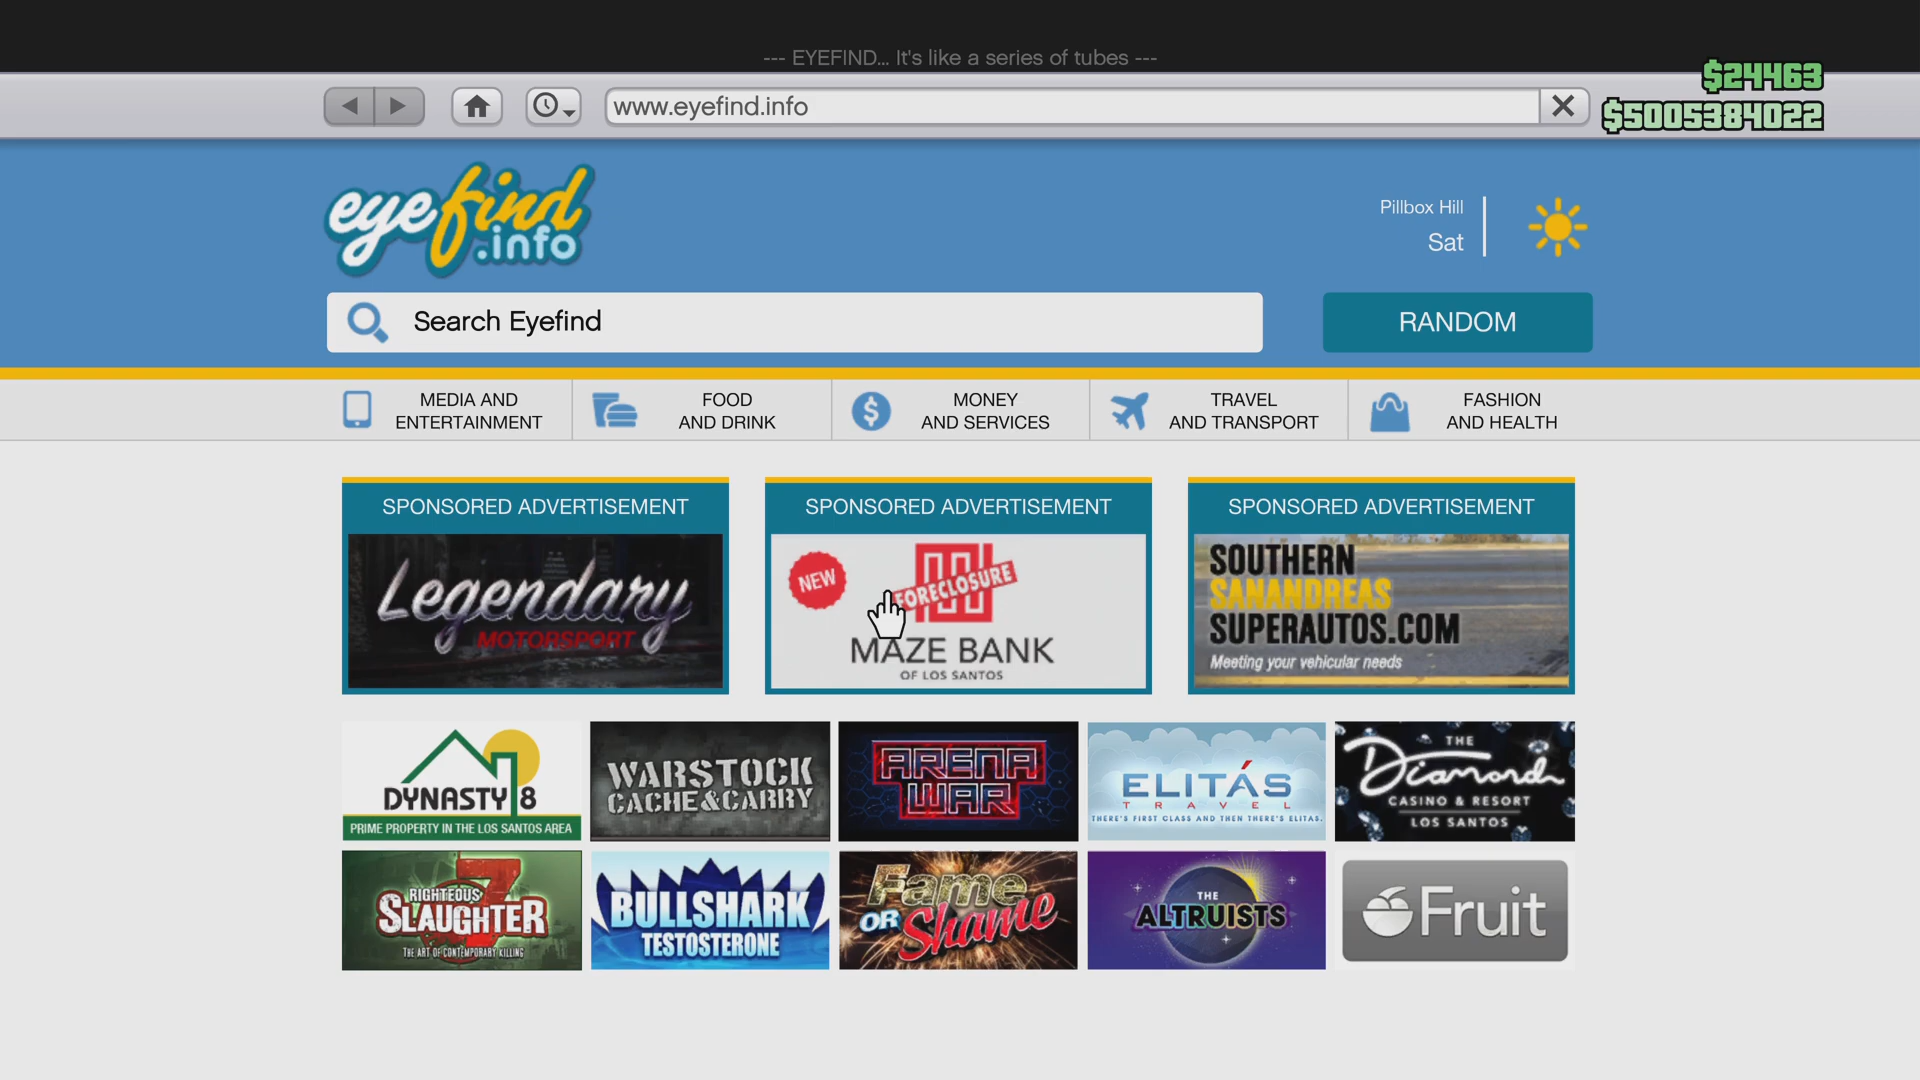 --- EYEFIND... It's like a series of tubes ---
$24463
www.eyefind.info
$5005384022
eyefind
.info
Pillbox Hill
Sat
Search Eyefind
RANDOM
MEDIA AND
ENTERTAINMENT
FOOD
AND DRINK
MONEY
AND SERVICES
TRAVEL
AND TRANSPORT
FASHION
AND HEALTH
SPONSORED ADVERTISEMENT
Legendary
MOTORSPORT
SPONSORED ADVERTISEMENT
NEW
FORECLOSURE
MAZE BANK
OF LOS SANTOS
SPONSORED ADVERTISEMENT
SOUTHERN
SANANDREAS
SUPERAUTOS.COM
Meeting your vehicular needs
DYNASTY 8
PRIME PROPERTY IN THE LOS SANTOS AREA
WARSTOCK
CACHE&CARRY
ARENA
WAR
ELITÁS
TRAVEL
THERE'S FIRST CLASS AND THEN THERE'S ELITAS.
THE
Diamond
CASINO & RESORT
LOS SANTOS
RIGHTEOUS
SLAUGHTER
7
THE ART OF CONTEMPORARY KILLING
BULLSHARK
TESTOSTERONE
Fame
OR Shame
THE
ALTRUISTS
Fruit